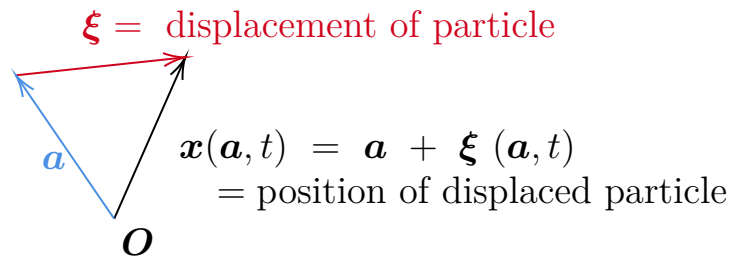 ξ = displacement of particle
a
x(a, t) = a + ξ (a, t)
= position of displaced particle
O